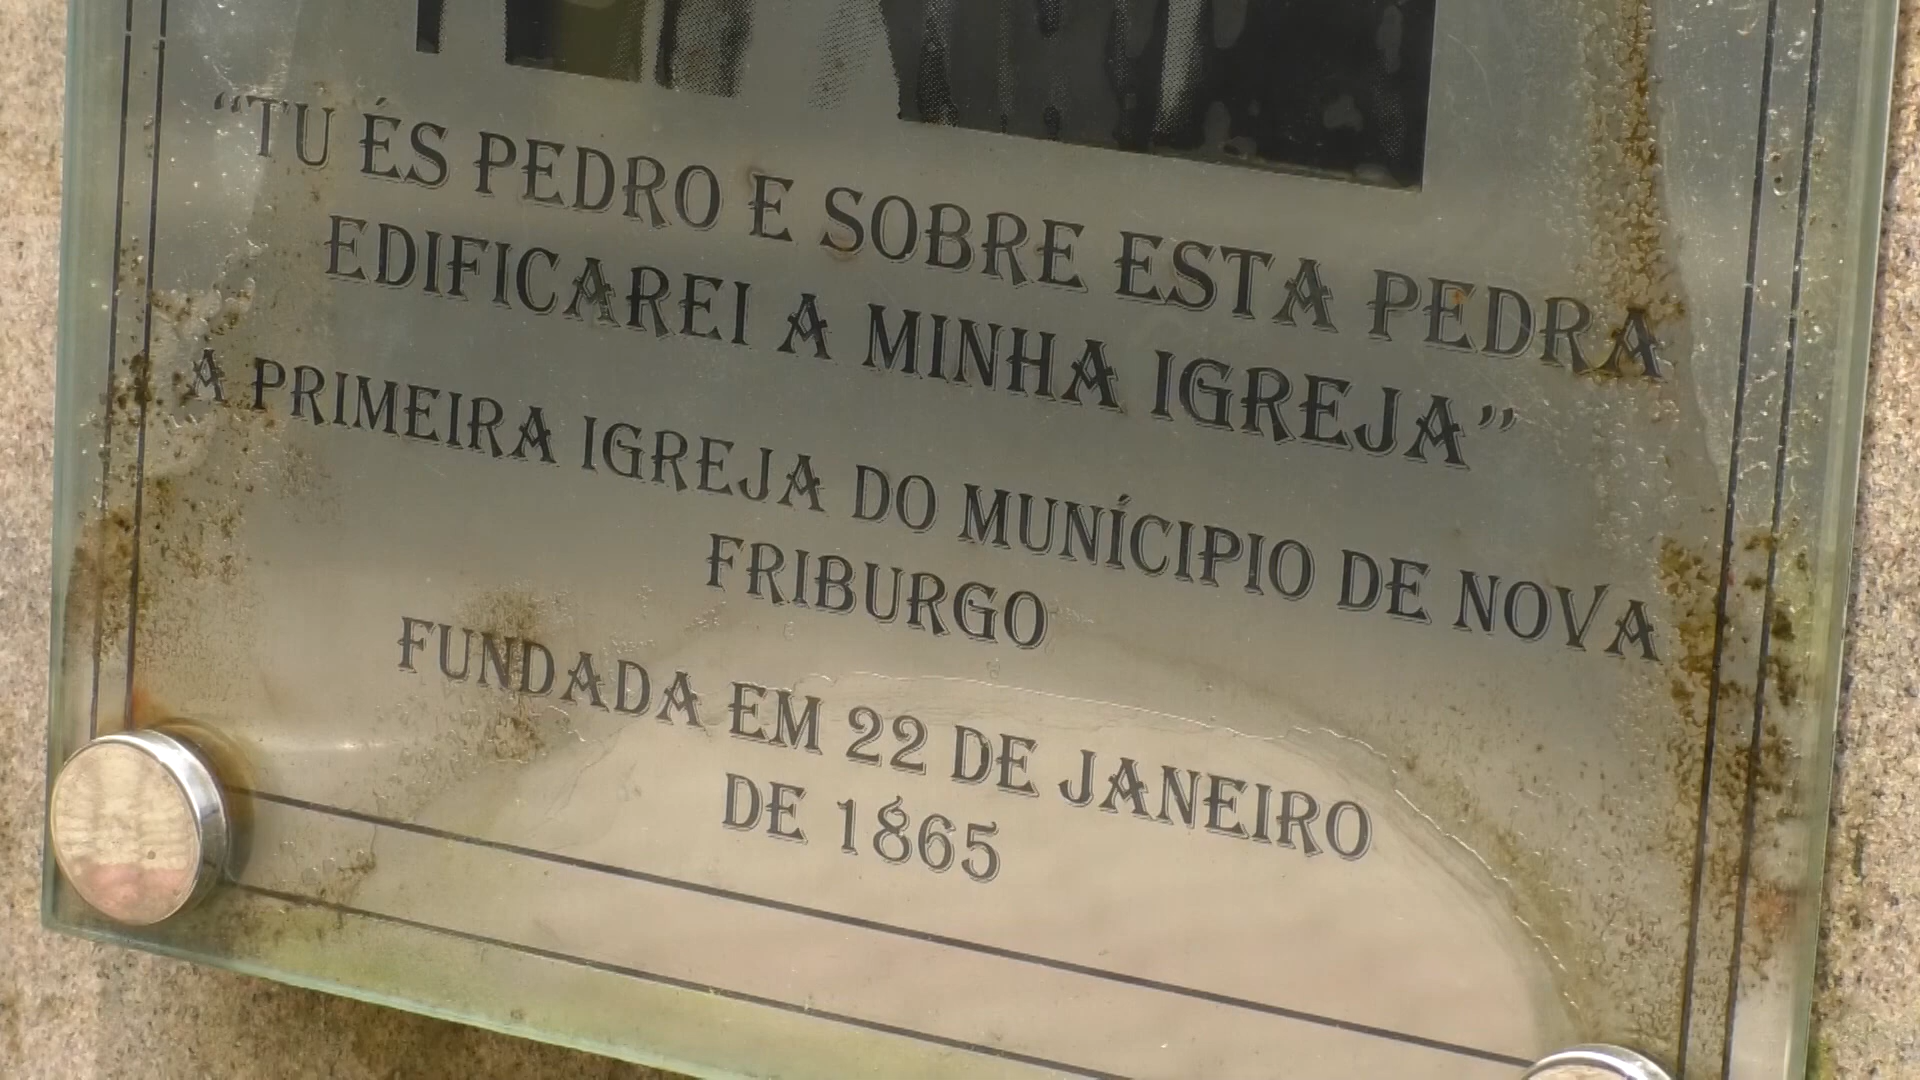 “TU ÉS PEDRO E SOBRE ESTA PEDRA
EDIFICAREI A MINHA IGREJA”
A PRIMEIRA IGREJA DO MUNÍCIPIO DE NOVA
FRIBURGO
FUNDADA EM 22 DE JANEIRO
DE 1865